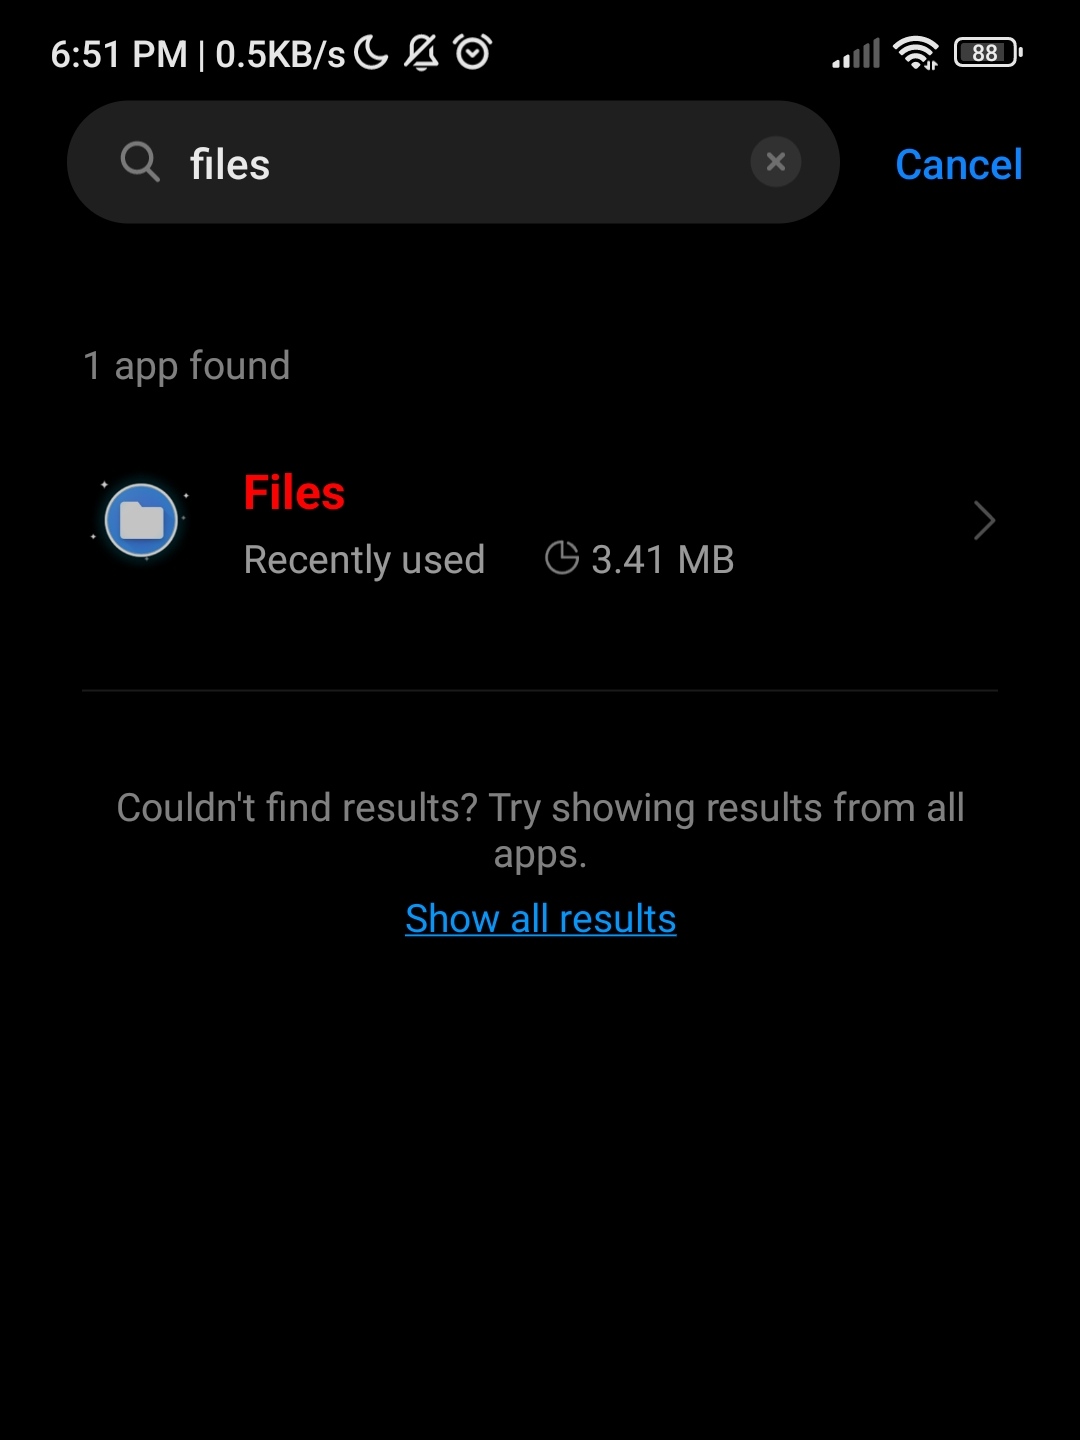 6:51 PM | 0.5KB/s 88
files Cancel
1 app found
Files
Recently used 3.41 MB
Couldn't find results? Try showing results from all
apps.
Show all results